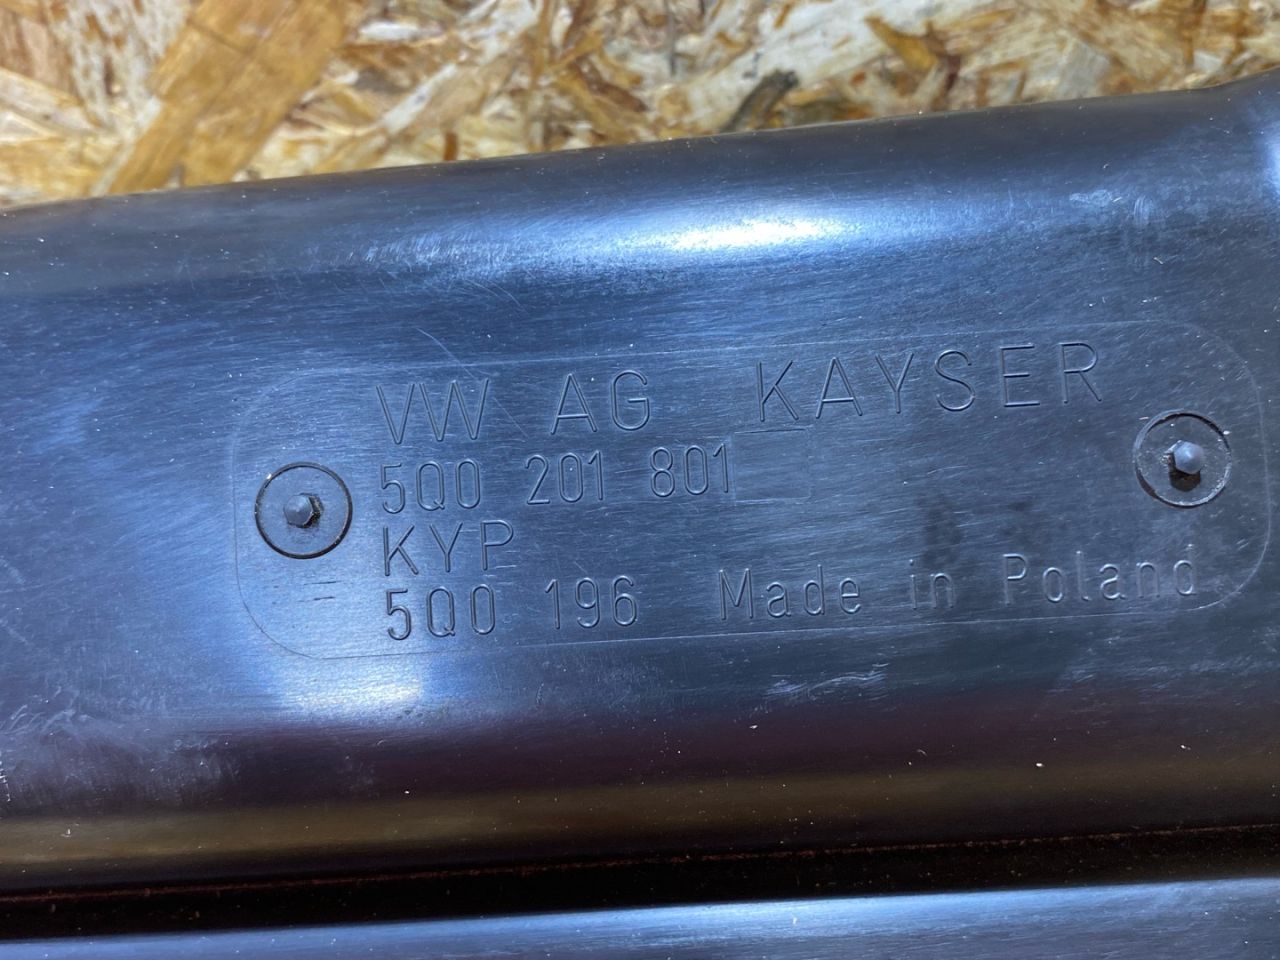 VW AG KAYSER
5Q0 201 801
KYP
5Q0 196 Made in Poland